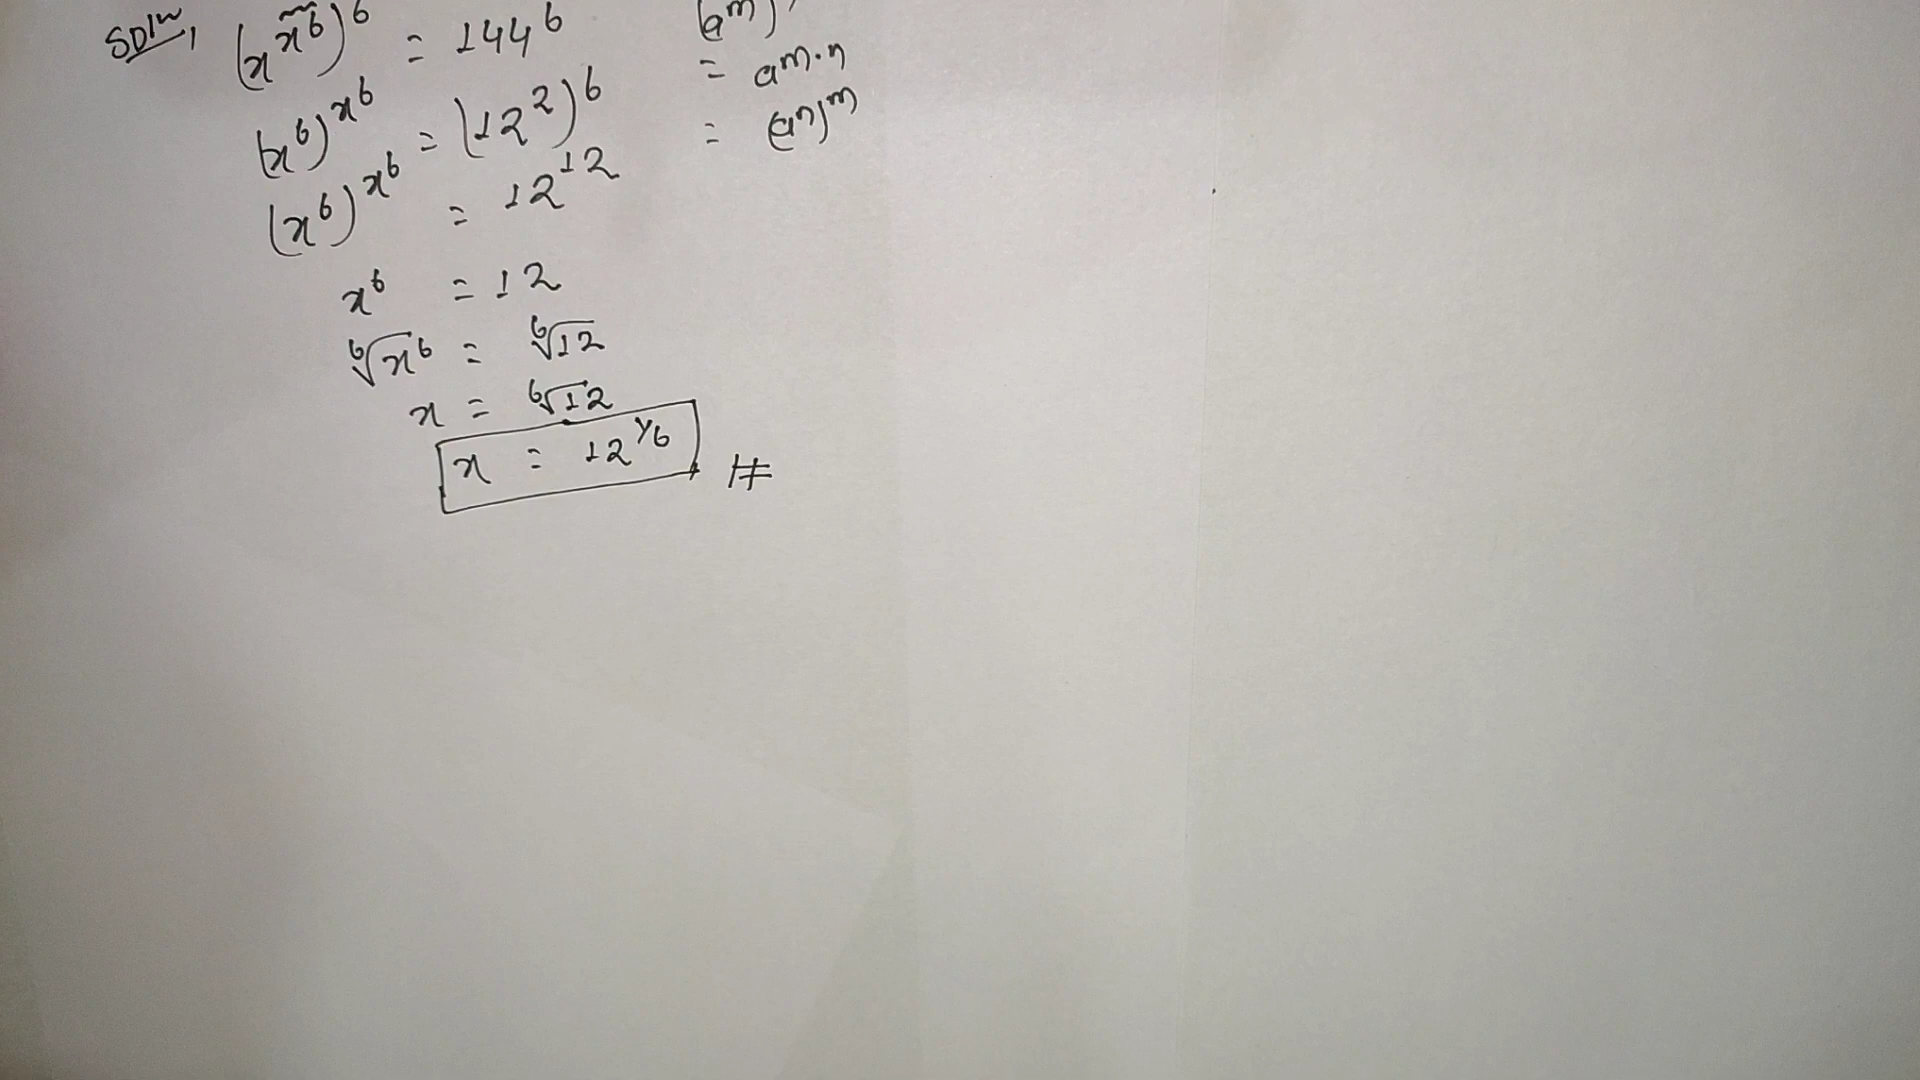 Soln, (x^x^6)^6 = 144^6
(x^6)^x^6 = (12^2)^6
(x^6)^x^6 = 12^12
x^6 = 12
⁶√x^6 = ⁶√12
x = ⁶√12
x = 12^1/6 #
(a^m)
= a^m·n
= (a^n)^m